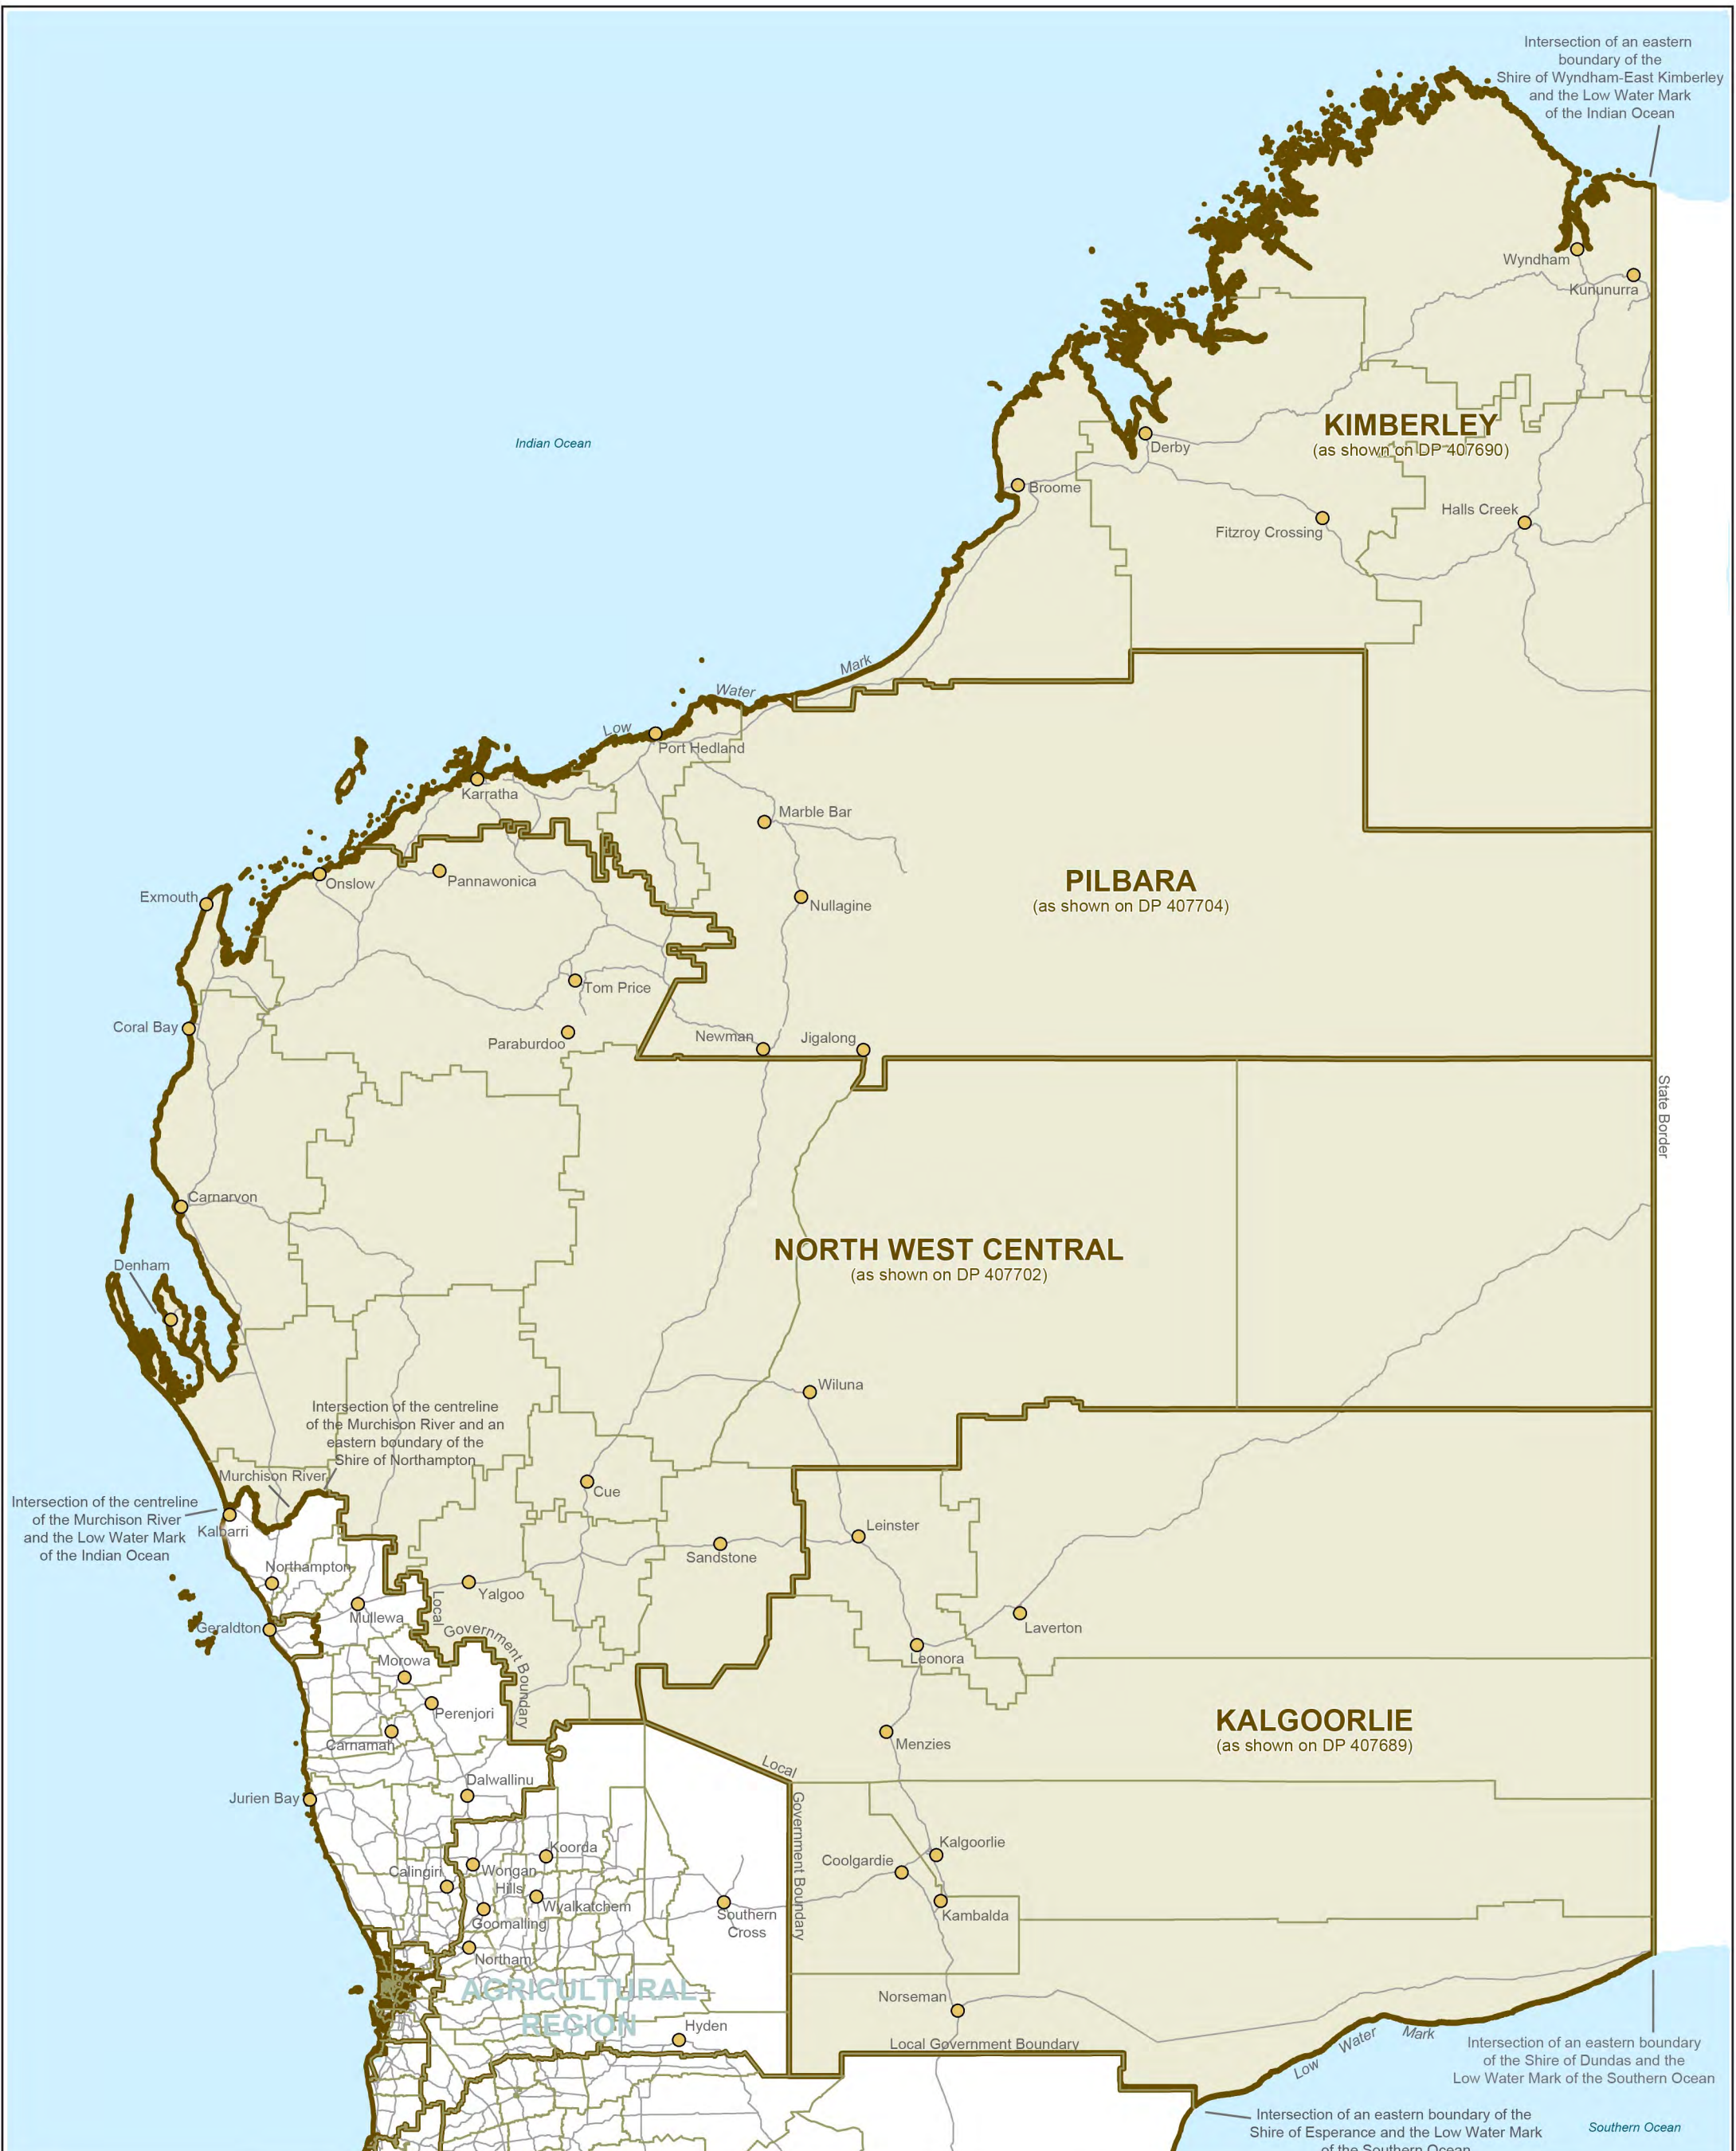 Intersection of an eastern
boundary of the
Shire of Wyndham-East Kimberley
and the Low Water Mark
of the Indian Ocean
Wyndham
Kununurra
Indian Ocean
KIMBERLEY
(as shown on DP 407690)
Derby
Broome
Halls Creek
Fitzroy Crossing
Low Water Mark
Port Hedland
Karratha
Marble Bar
PILBARA
(as shown on DP 407704)
Onslow
Pannawonica
Exmouth
Nullagine
Tom Price
Coral Bay
Paraburdoo
Newman
Jigalong
State Border
Carnarvon
NORTH WEST CENTRAL
(as shown on DP 407702)
Denham
Wiluna
Intersection of the centreline
of the Murchison River and an
eastern boundary of the
Shire of Northampton
Murchison River
Cue
Intersection of the centreline
of the Murchison River
and the Low Water Mark
of the Indian Ocean
Kalbarri
Leinster
Sandstone
Northampton
Yalgoo
Mullewa
Local Government Boundary
Geraldton
Laverton
Leonora
Morowa
Perenjori
KALGOORLIE
(as shown on DP 407689)
Carnamah
Menzies
Local Government Boundary
Dalwallinu
Jurien Bay
Koorda
Kalgoorlie
Coolgardie
Calingiri
Wongan
Hills
Wyalkatchem
Kambalda
Goomalling
Southern
Cross
Northam
AGRICULTURAL
REGION
Norseman
Hyden
Local Government Boundary
Low Water Mark
Intersection of an eastern boundary
of the Shire of Dundas and the
Low Water Mark of the Southern Ocean
Intersection of an eastern boundary of the
Shire of Esperance and the Low Water Mark
of the Southern Ocean
Southern Ocean